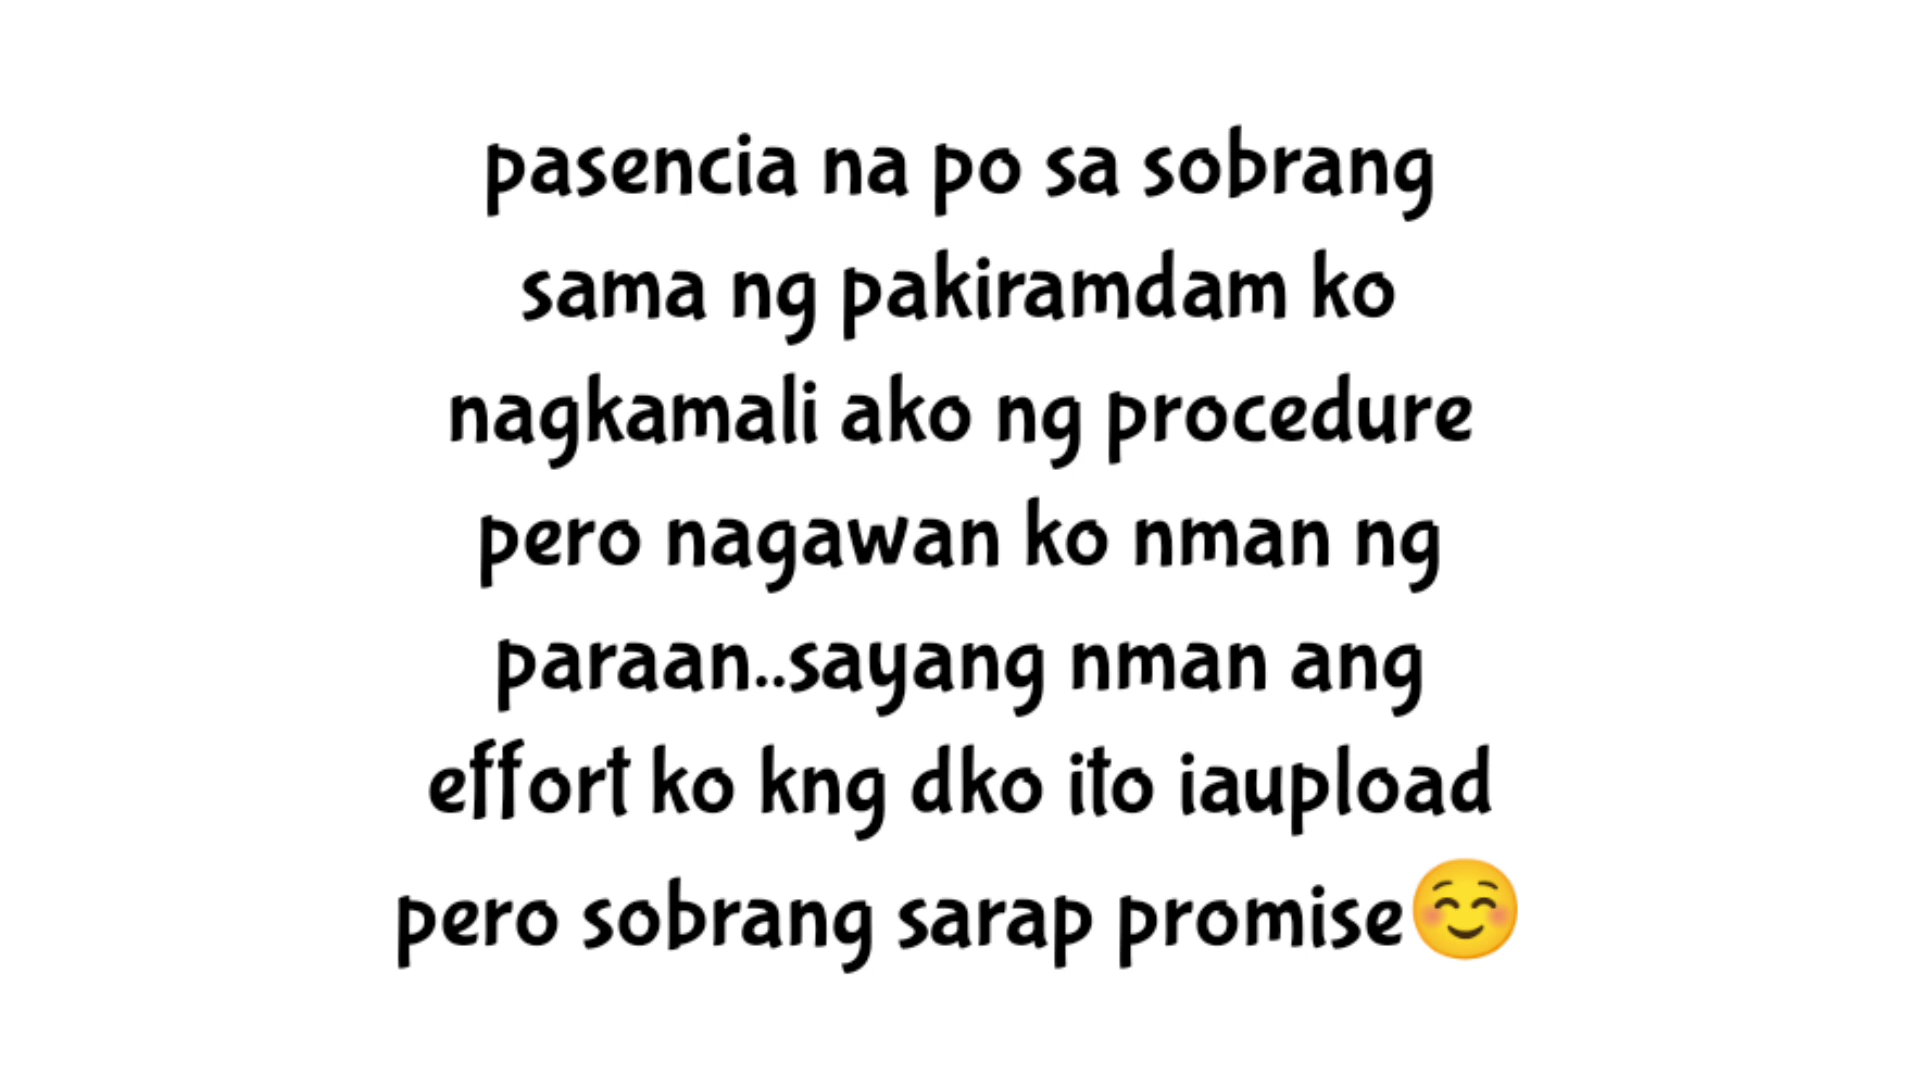 pasencia na po sa sobrang
sama ng pakiramdam ko
nagkamali ako ng procedure
pero nagawan ko nman ng
paraan..sayang nman ang
effort ko kng dko ito iaupload
pero sobrang sarap promise☺️